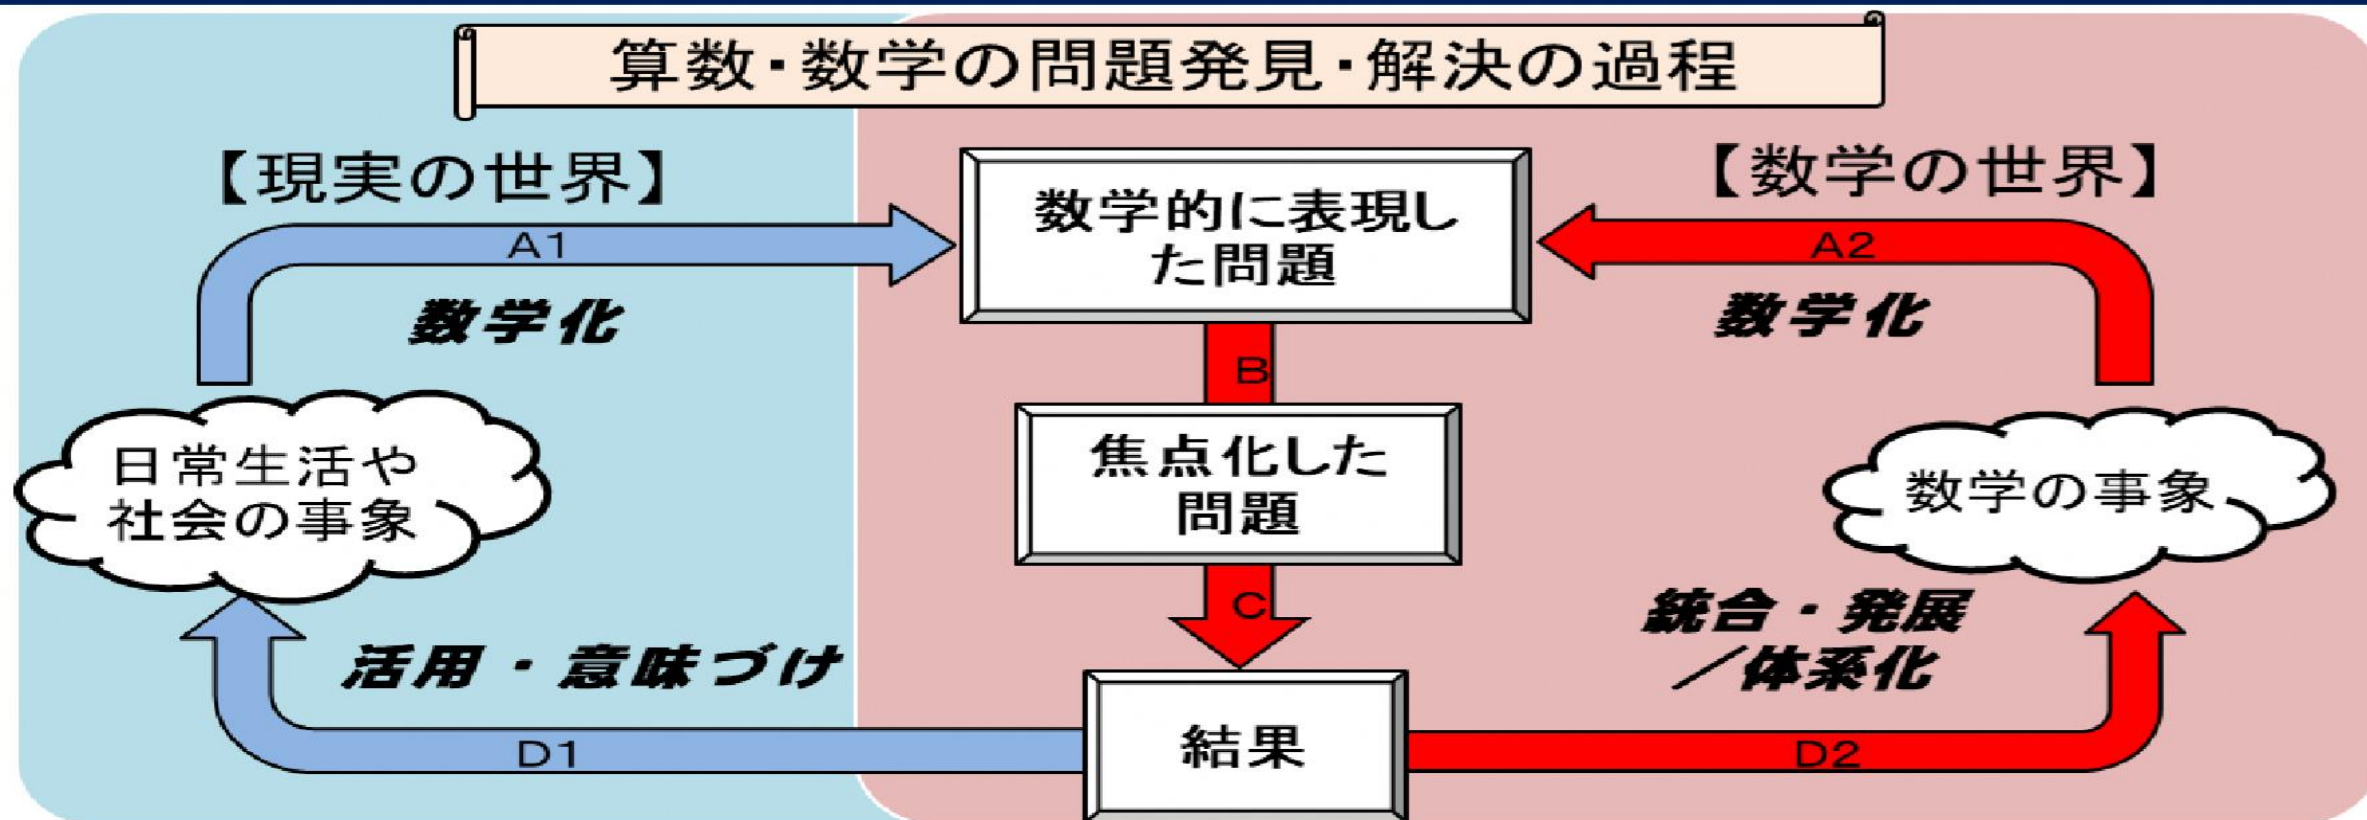 算数・数学の問題発見・解決の過程
【現実の世界】
【数学の世界】
A1
数学化
数学的に表現し
た問題
A2
数学化
B
日常生活や
社会の事象
焦点化した
問題
数学の事象
C
活用・意味づけ
統合・発展
／体系化
D1
結果
D2